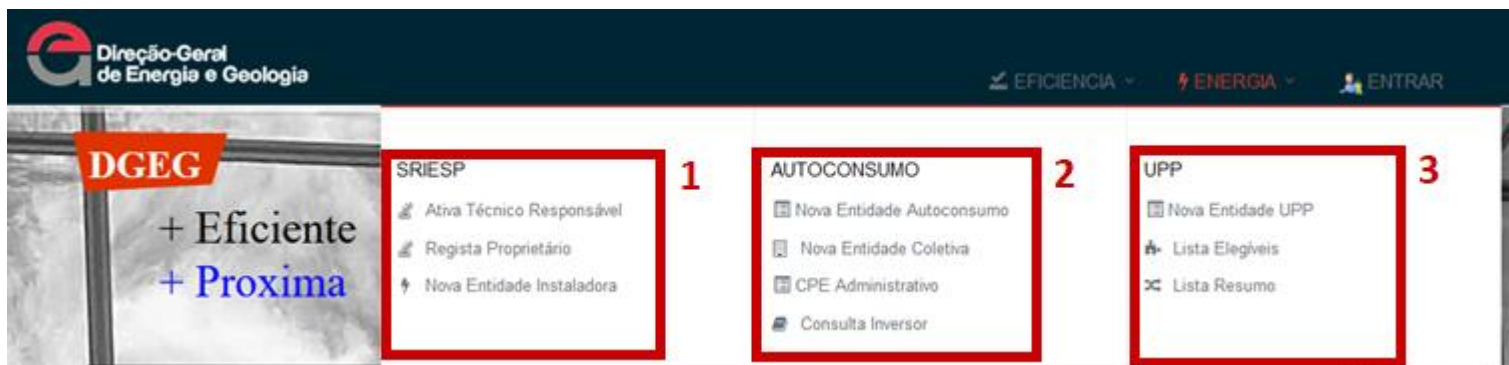 Direção-Geral
de Energia e Geologia
EFICIENCIA
ENERGIA
ENTRAR
DGEG
+ Eficiente
+ Proxima
SRIESP
Ativa Técnico Responsável
Regista Proprietário
Nova Entidade Instaladora
1
AUTOCONSUMO
Nova Entidade Autoconsumo
Nova Entidade Coletiva
CPE Administrativo
Consulta Inversor
2
UPP
Nova Entidade UPP
Lista Elegíveis
Lista Resumo
3